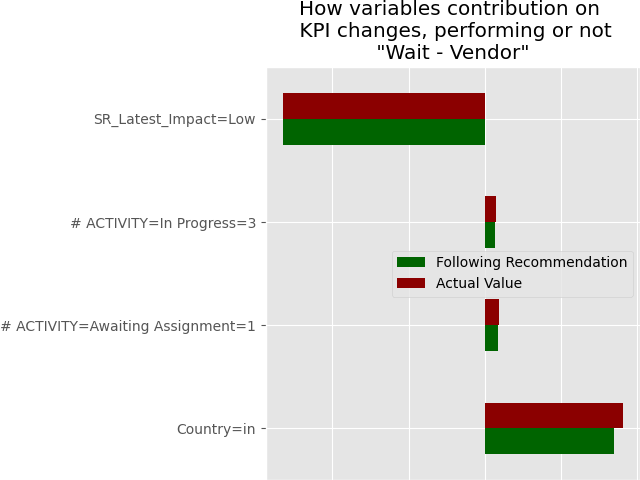 How variables contribution on
KPI changes, performing or not
"Wait - Vendor"
SR_Latest_Impact=Low
# ACTIVITY=In Progress=3
Following Recommendation
Actual Value
# ACTIVITY=Awaiting Assignment=1
Country=in